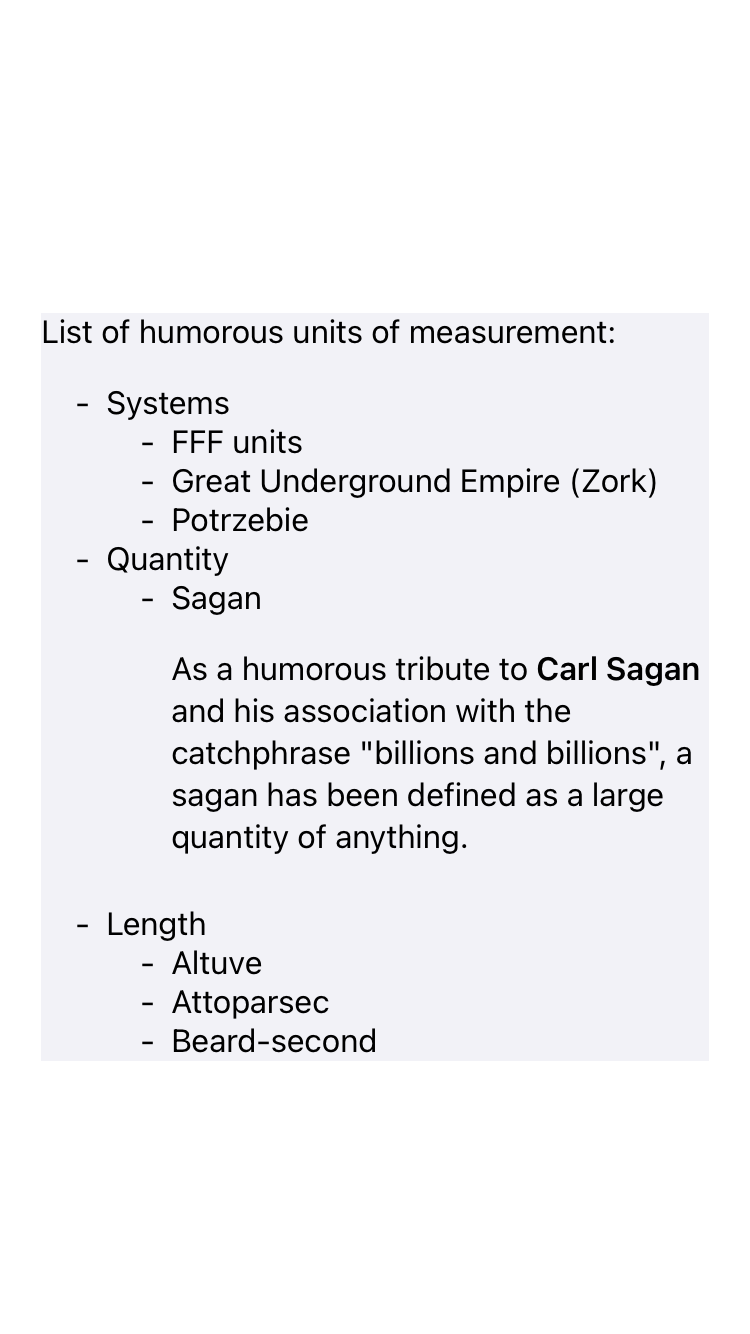 List of humorous units of measurement:
- Systems
- FFF units
- Great Underground Empire (Zork)
- Potrzebie
- Quantity
- Sagan
As a humorous tribute to Carl Sagan
and his association with the
catchphrase "billions and billions", a
sagan has been defined as a large
quantity of anything.
- Length
- Altuve
- Attoparsec
- Beard-second